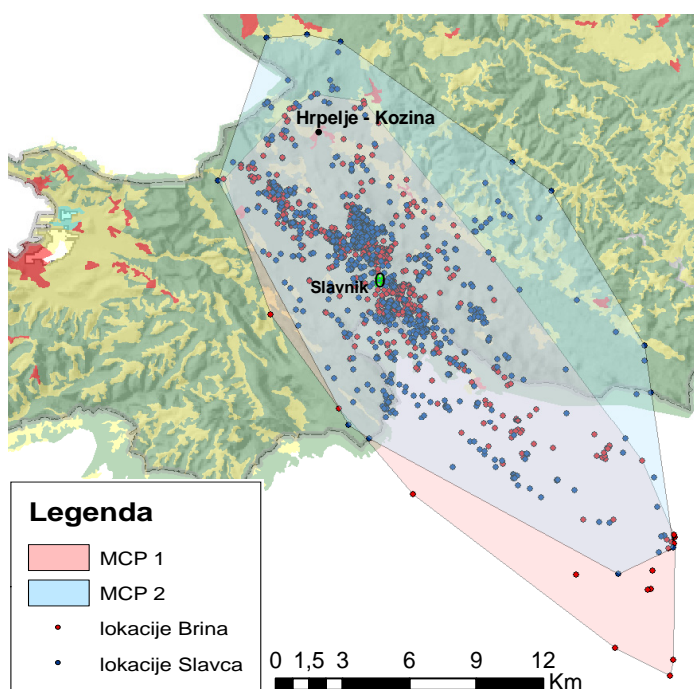 Hrpelje - Kozina
Slavnik
0
Legenda
MCP 1
MCP 2
lokacije Brina
lokacije Slavca
0 1,5 3 6 9 12
Km